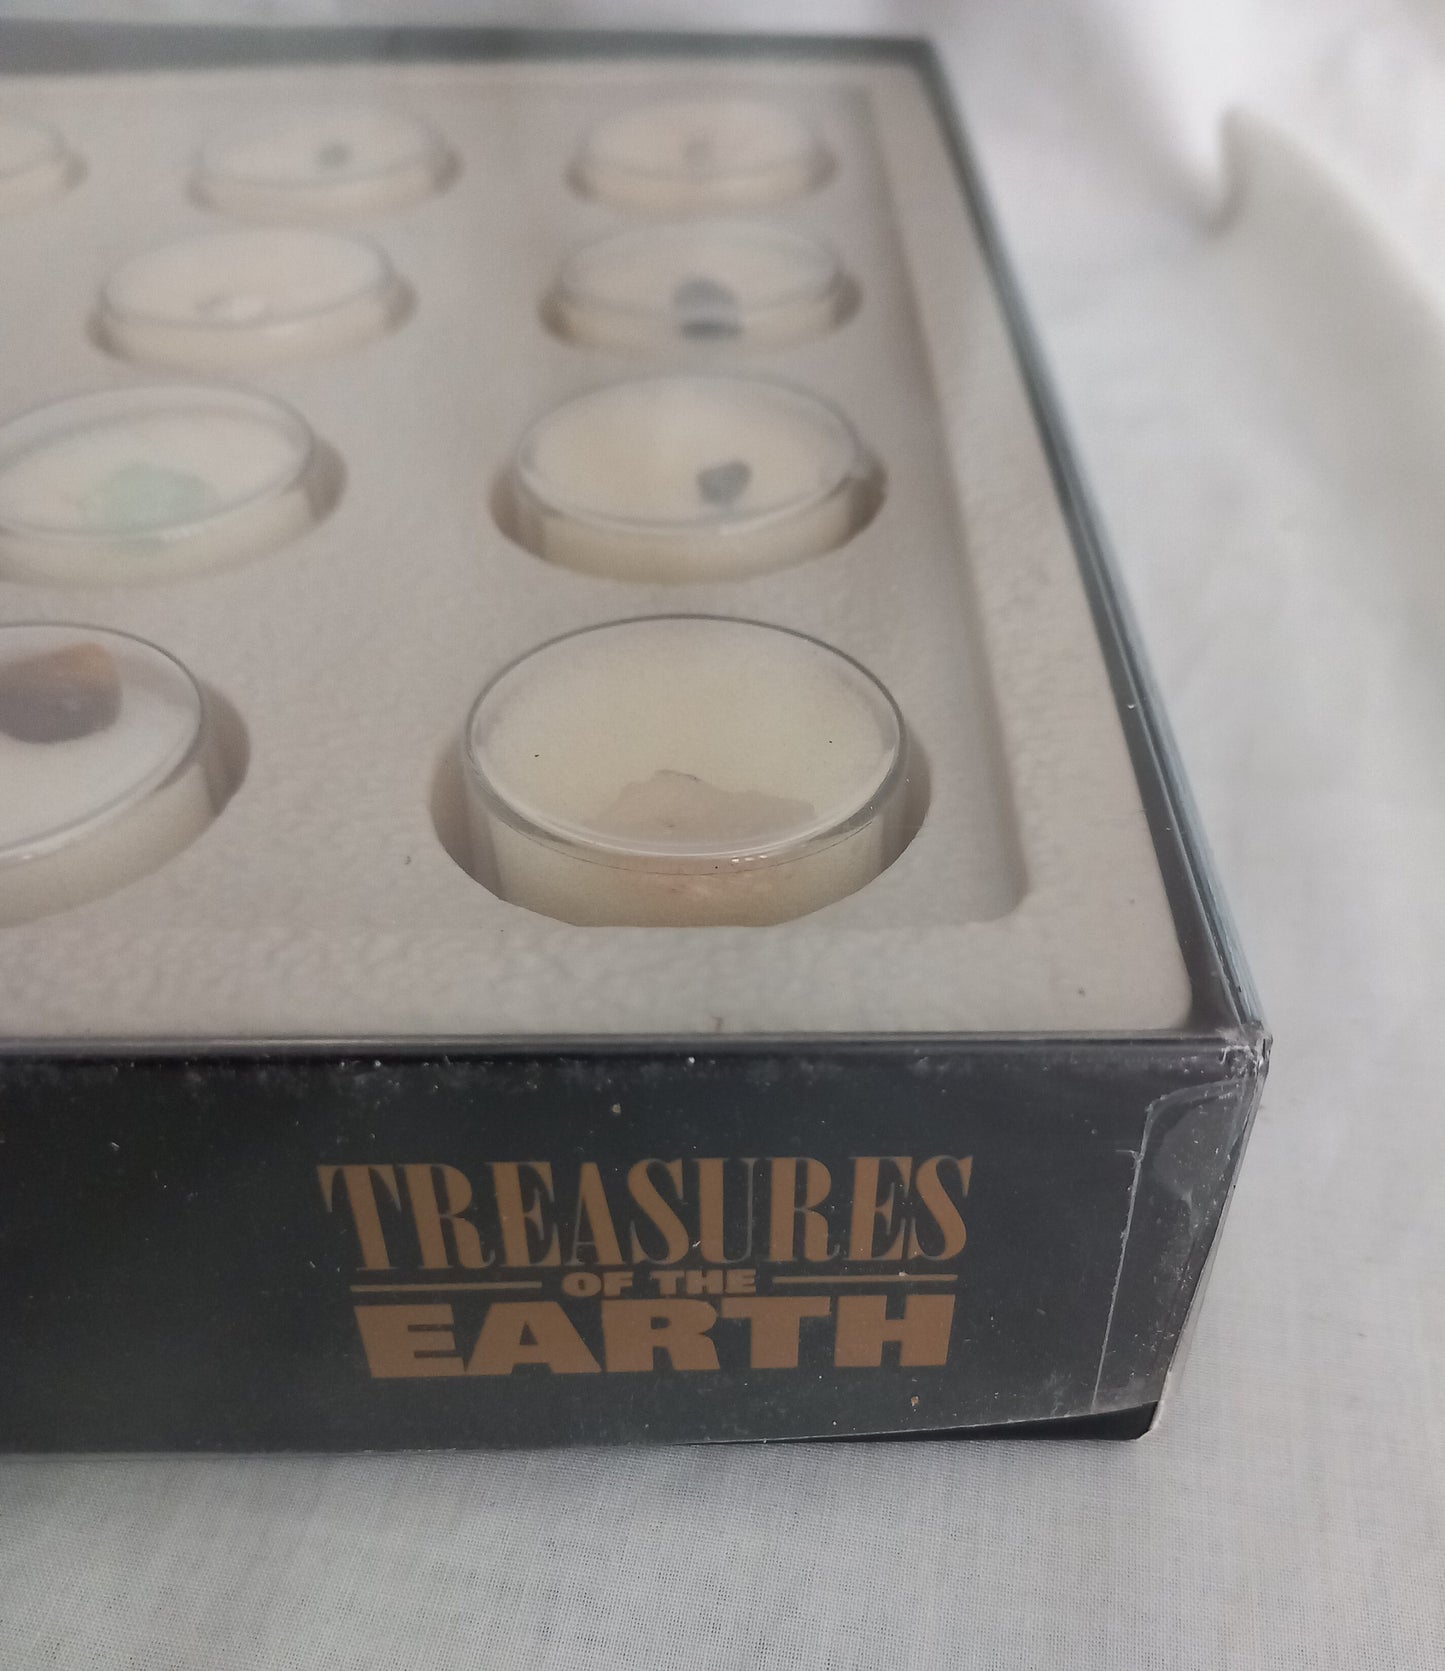 TREASURES
OF THE
EARTH